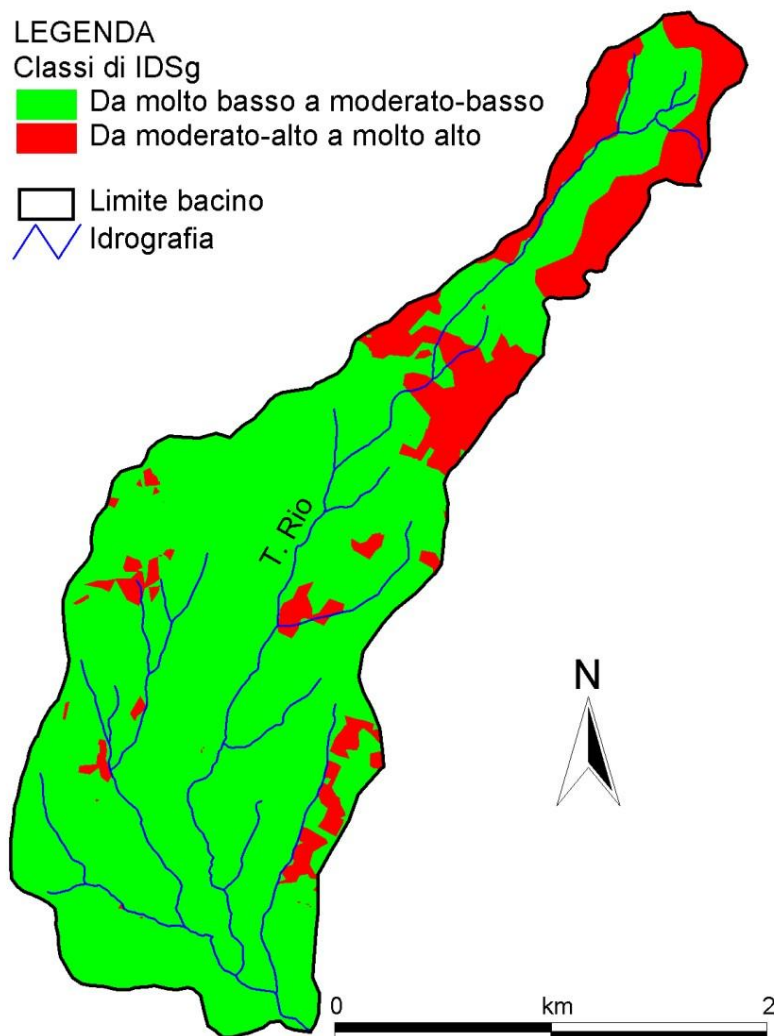 LEGENDA
Classi di IDSg
Da molto basso a moderato-basso
Da moderato-alto a molto alto
Limite bacino
Idrografia
T. Rio
N
0 km 2